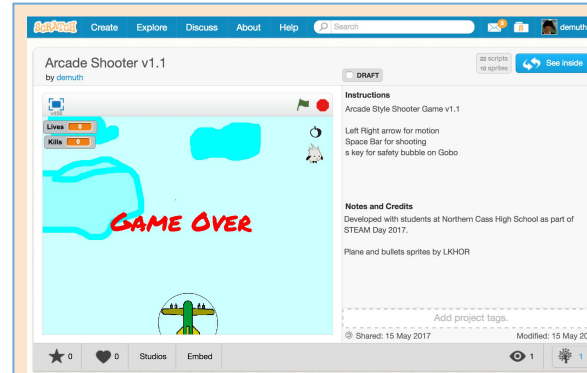 SCRATCH Create Explore Discuss About Help Search demuth
Arcade Shooter v1.1
by demuth
22 scripts
10 sprites
See inside
DRAFT
Lives 0
Kills
GAME OVER
Instructions
Arcade Style Shooter Game v1.1
Left Right arrow for motion
Space Bar for shooting
s key for safety bubble on Gobo
Notes and Credits
Developed with students at Northern Cass High School as part of
STEAM Day 2017.
Plane and bullets sprites by LKHOR
Add project tags.
Shared: 15 May 2017 Modified: 15 May 20
0 0 Studios Embed 1 1